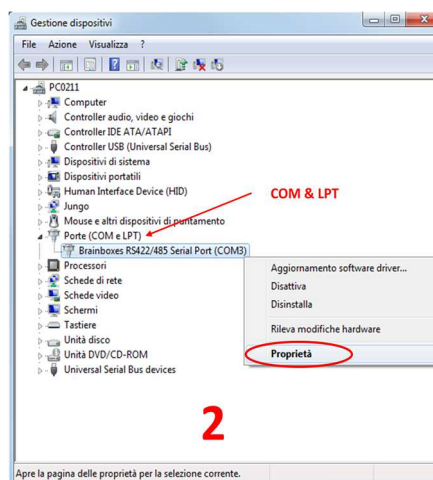 Gestione dispositivi
File Azione Visualizza ?
PC0211
Computer
Controller audio, video e giochi
Controller IDE ATA/ATAPI
Controller USB (Universal Serial Bus)
Dispositivi di sistema
Dispositivi portatili
Human Interface Device (HID)
Jungo
Mouse e altri dispositivi di puntamento
Porte (COM e LPT)
Brainboxes RS422/485 Serial Port (COM3)
Processori
Schede di rete
Schede video
Schermi
Tastiere
Unità disco
Unità DVD/CD-ROM
Universal Serial Bus devices
COM & LPT
Aggiornamento software driver...
Disattiva
Disinstalla
Rileva modifiche hardware
Proprietà
2
Apre la pagina delle proprietà per la selezione corrente.